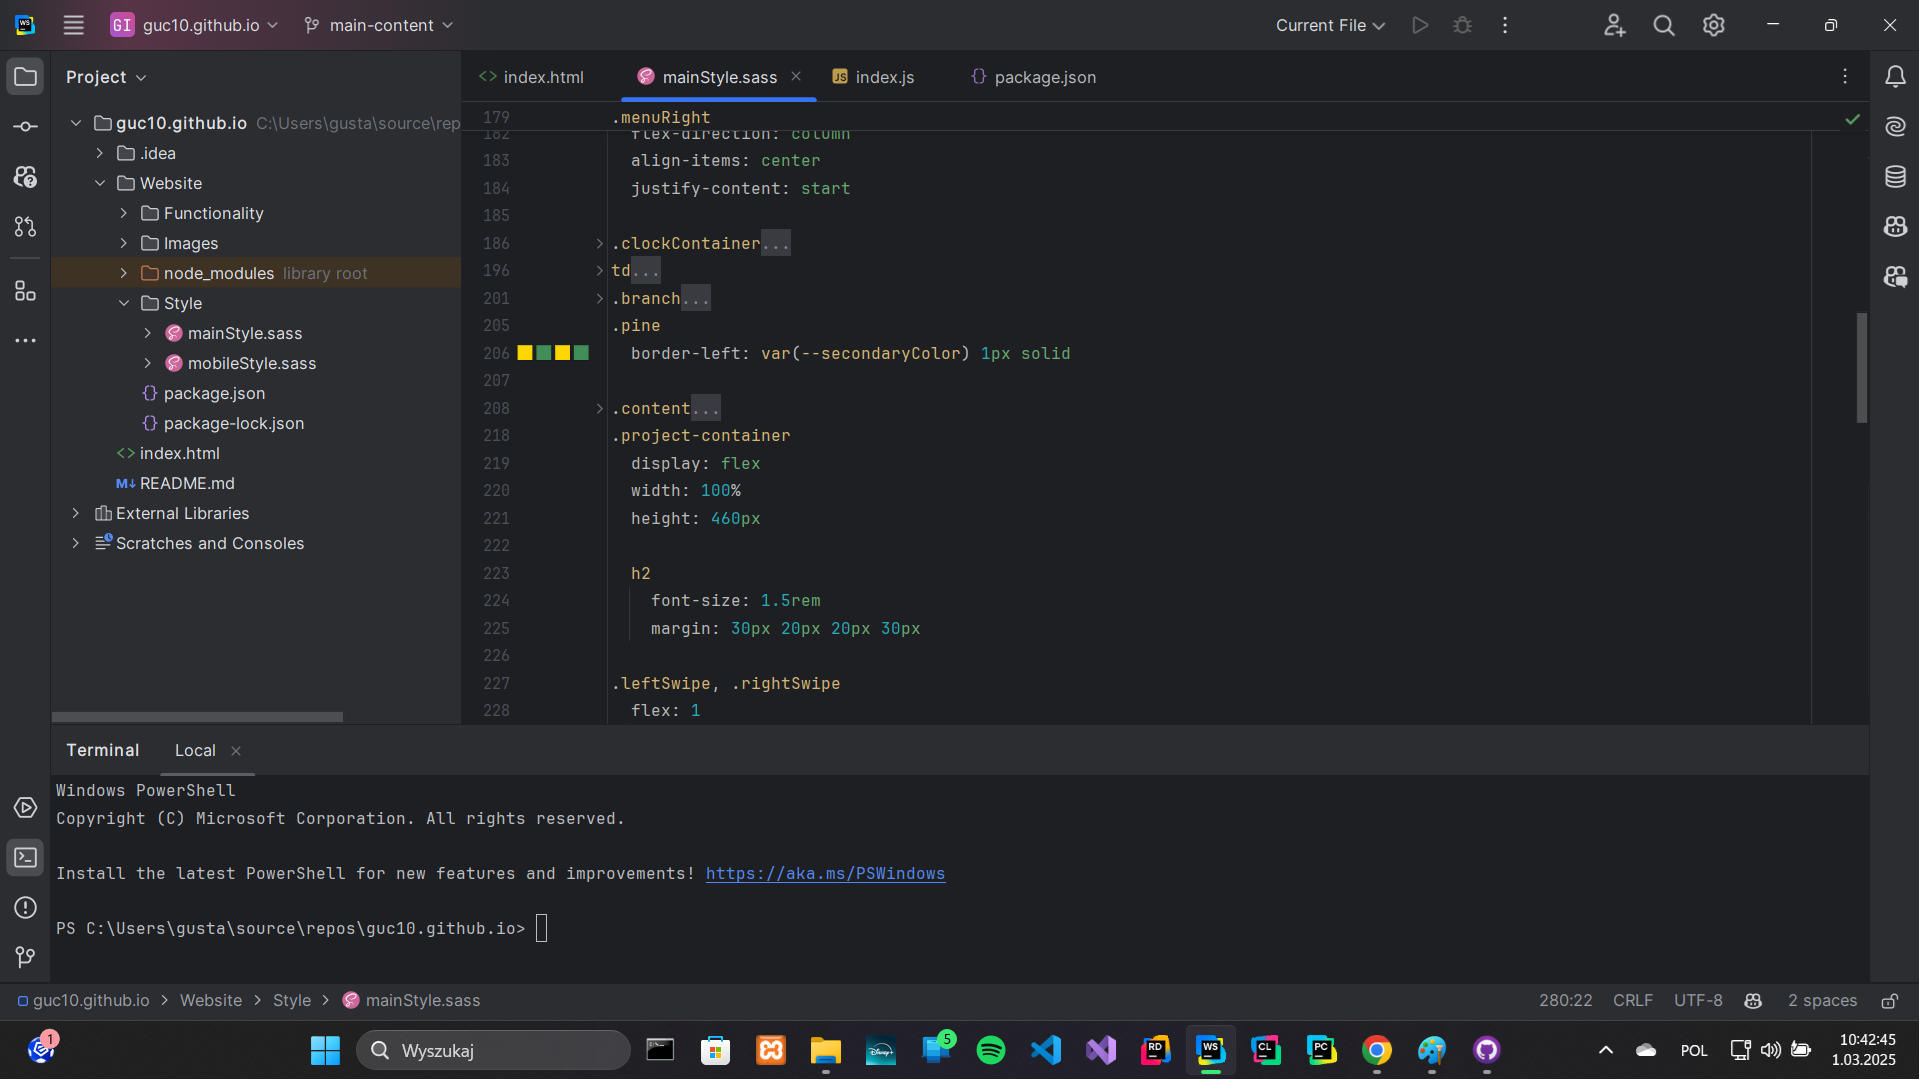 GI guc10.github.io main-content Current File
Project
index.html mainStyle.sass JS index.js package.json
guc10.github.io C:\Users\gusta\source\rep
.idea
Website
Functionality
Images
node_modules library root
Style
mainStyle.sass
mobileStyle.sass
package.json
package-lock.json
index.html
M↓ README.md
External Libraries
Scratches and Consoles
179 .menuRight
182 flex-direction: column
183 align-items: center
184 justify-content: start
185
186 .clockContainer...
196 td...
201 .branch...
205 .pine
206 border-left: var(--secondaryColor) 1px solid
207
208 .content...
218 .project-container
219 display: flex
220 width: 100%
221 height: 460px
222
223 h2
224 font-size: 1.5rem
225 margin: 30px 20px 20px 30px
226
227 .leftSwipe, .rightSwipe
228 flex: 1
Terminal Local
Windows PowerShell
Copyright (C) Microsoft Corporation. All rights reserved.
Install the latest PowerShell for new features and improvements! https://aka.ms/PSWindows
PS C:\Users\gusta\source\repos\guc10.github.io>
guc10.github.io > Website > Style > mainStyle.sass 280:22 CRLF UTF-8 2 spaces
1 Wyszukaj Disney+ 5 RD WS CL PC POL 10:42:45
1.03.2025